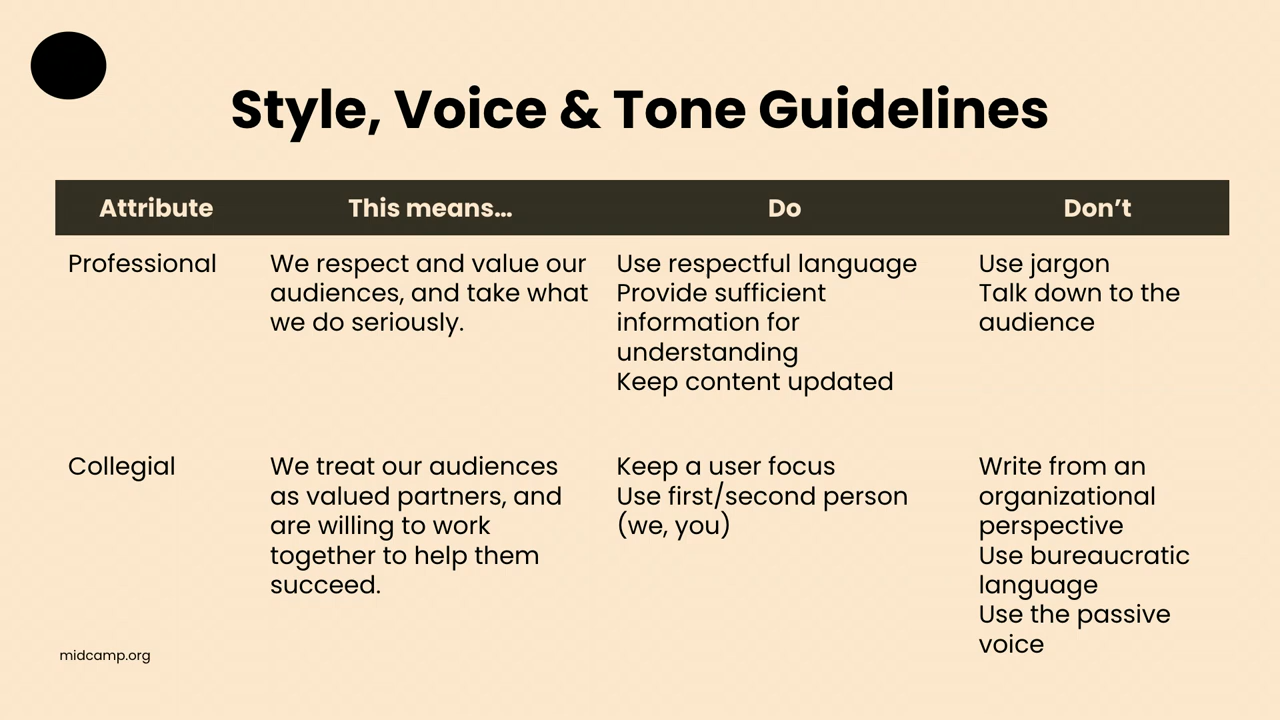 Style, Voice & Tone Guidelines
Attribute
This means…
Do
Don’t
Professional
We respect and value our
audiences, and take what
we do seriously.
Use respectful language
Provide sufficient
information for
understanding
Keep content updated
Use jargon
Talk down to the
audience
Collegial
We treat our audiences
as valued partners, and
are willing to work
together to help them
succeed.
Keep a user focus
Use first/second person
(we, you)
Write from an
organizational
perspective
Use bureaucratic
language
Use the passive
voice
midcamp.org